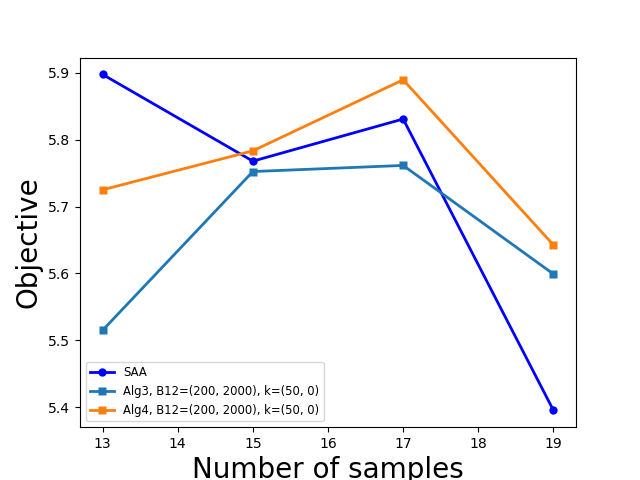 5.9
5.8
5.7
5.6
5.5
5.4
Objective
SAA
Alg3, B12=(200, 2000), k=(50, 0)
Alg4, B12=(200, 2000), k=(50, 0)
13 14 15 16 17 18 19
Number of samples